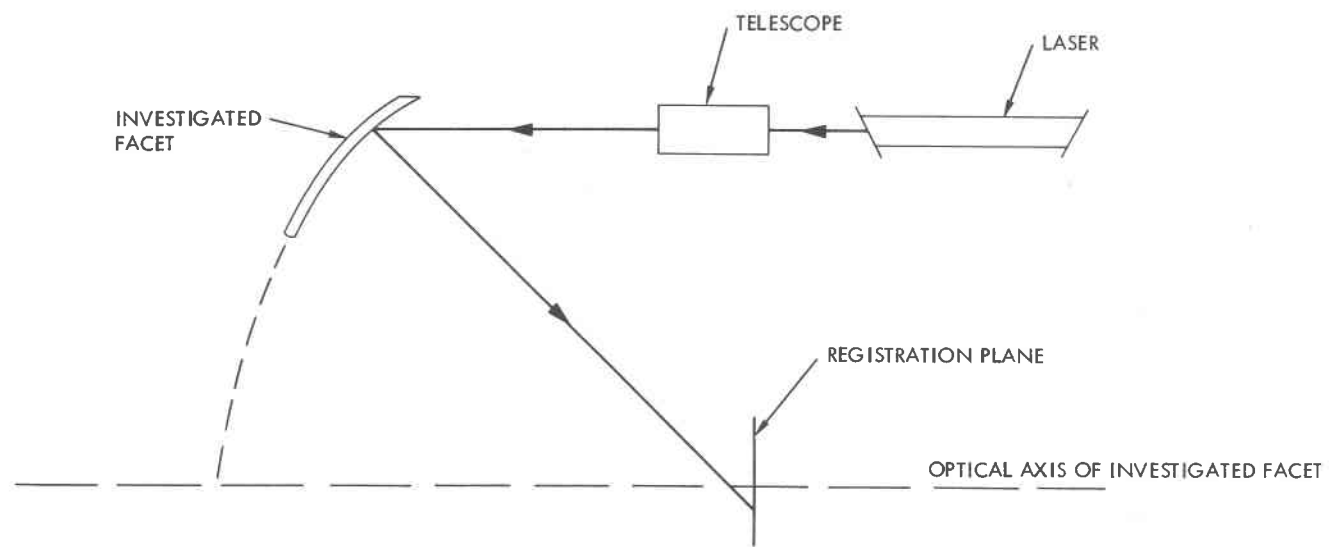 TELESCOPE
LASER
INVESTIGATED
FACET
REGISTRATION PLANE
OPTICAL AXIS OF INVESTIGATED FACET